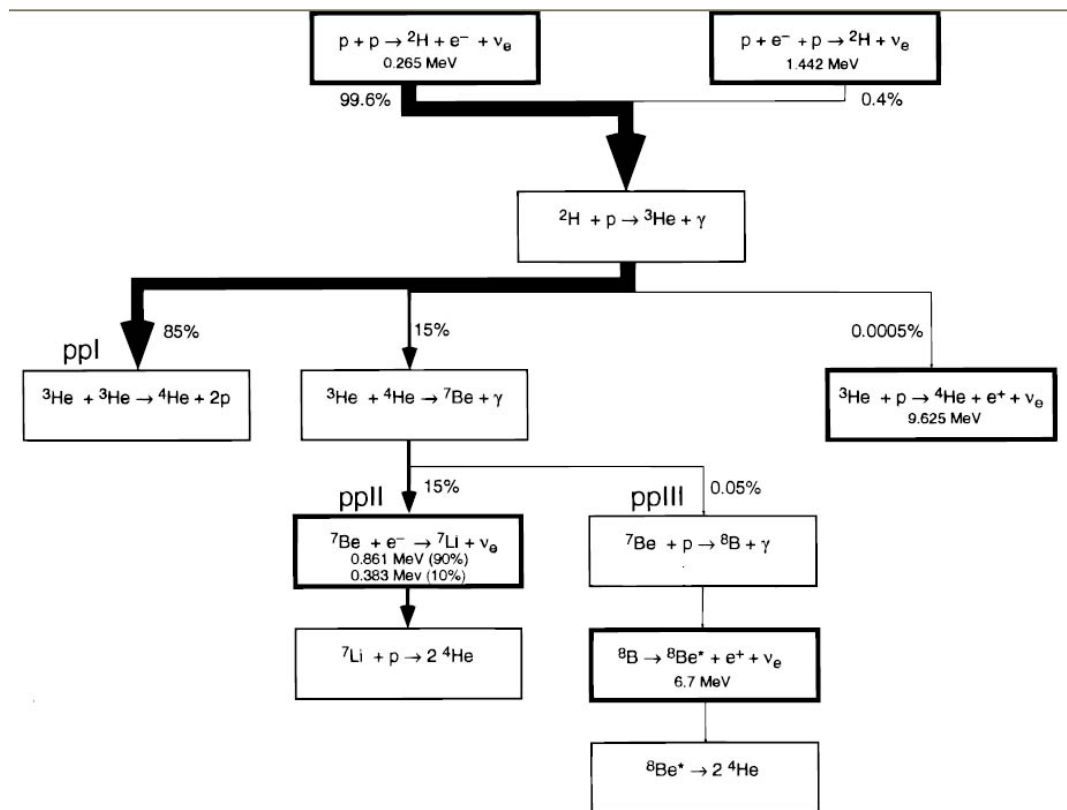 p + p → ²H + e⁻ + νₑ
0.265 MeV
p + e⁻ + p → ²H + νₑ
1.442 MeV
99.6%
0.4%
²H + p → ³He + γ
ppI
85%
15%
0.0005%
³He + ³He → ⁴He + 2p
³He + ⁴He → ⁷Be + γ
³He + p → ⁴He + e⁺ + νₑ
9.625 MeV
ppII
15%
ppIII
0.05%
⁷Be + e⁻ → ⁷Li + νₑ
0.861 MeV (90%)
0.383 Mev (10%)
⁷Be + p → ⁸B + γ
⁷Li + p → 2 ⁴He
⁸B → ⁸Be* + e⁺ + νₑ
6.7 MeV
⁸Be* → 2 ⁴He